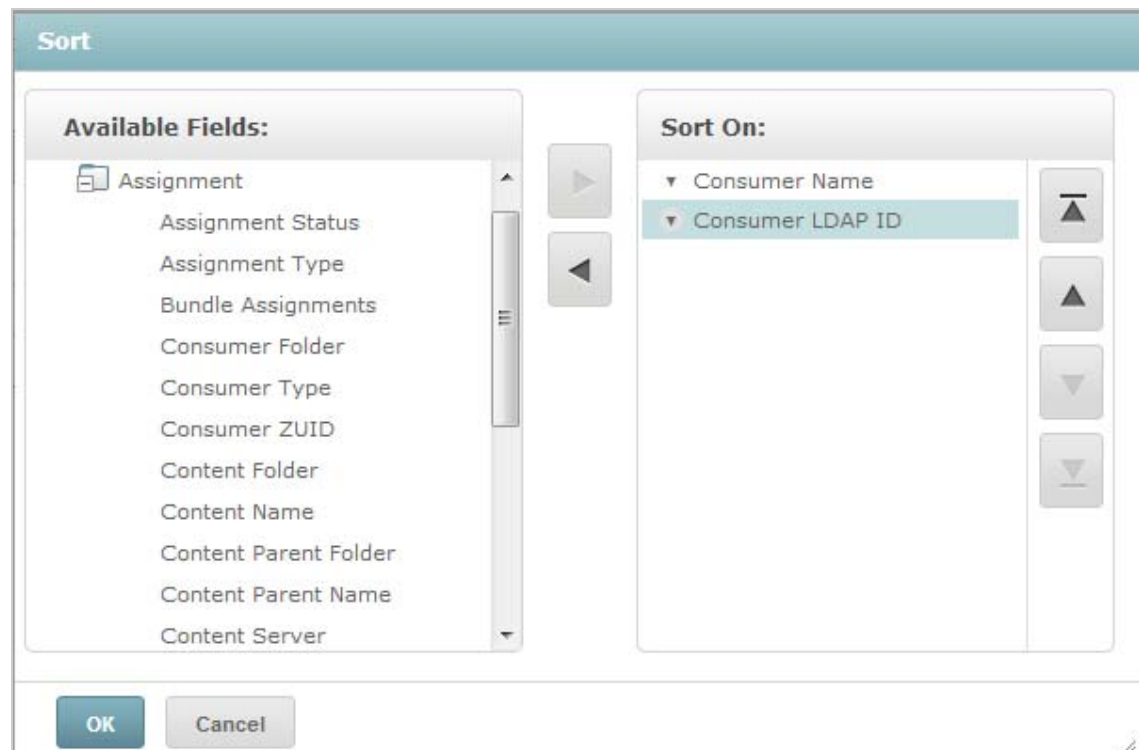 Sort
Available Fields:
Assignment
Assignment Status
Assignment Type
Bundle Assignments
Consumer Folder
Consumer Type
Consumer ZUID
Content Folder
Content Name
Content Parent Folder
Content Parent Name
Content Server
Sort On:
Consumer Name
Consumer LDAP ID
OK
Cancel